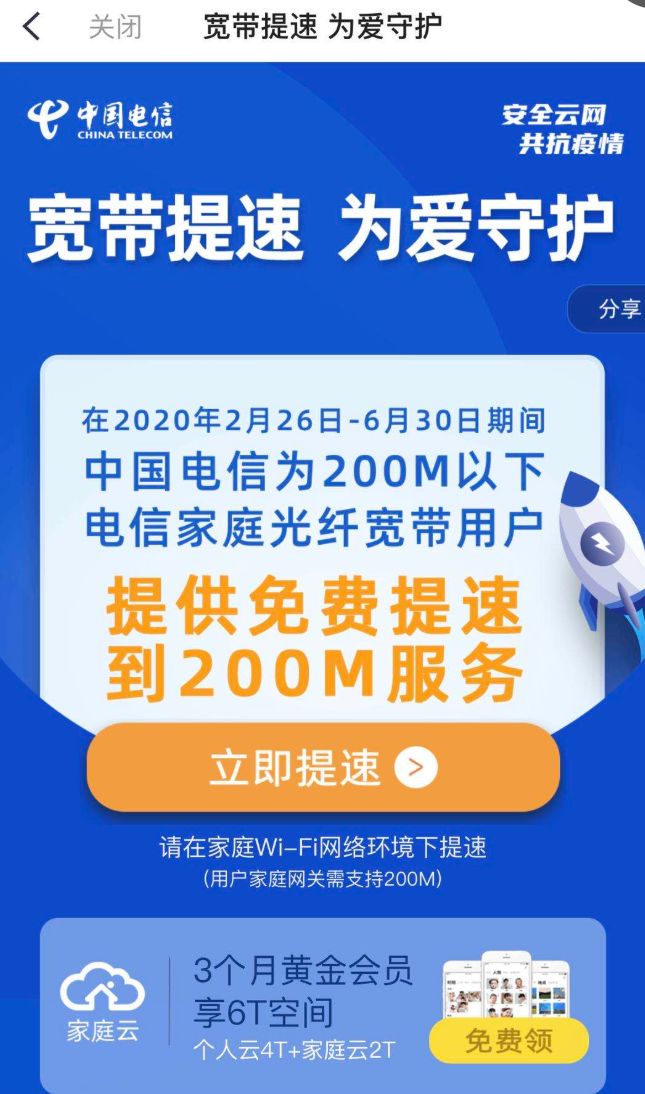 关闭
宽带提速 为爱守护
中国电信
CHINA TELECOM
安全云网
共抗疫情
宽带提速 为爱守护
分享
在2020年2月26日-6月30日期间
中国电信为200M以下
电信家庭光纤宽带用户
提供免费提速
到200M服务
立即提速 >
请在家庭Wi-Fi网络环境下提速
(用户家庭网关需支持200M)
家庭云
3个月黄金会员
享6T空间
个人云4T+家庭云2T
免费领